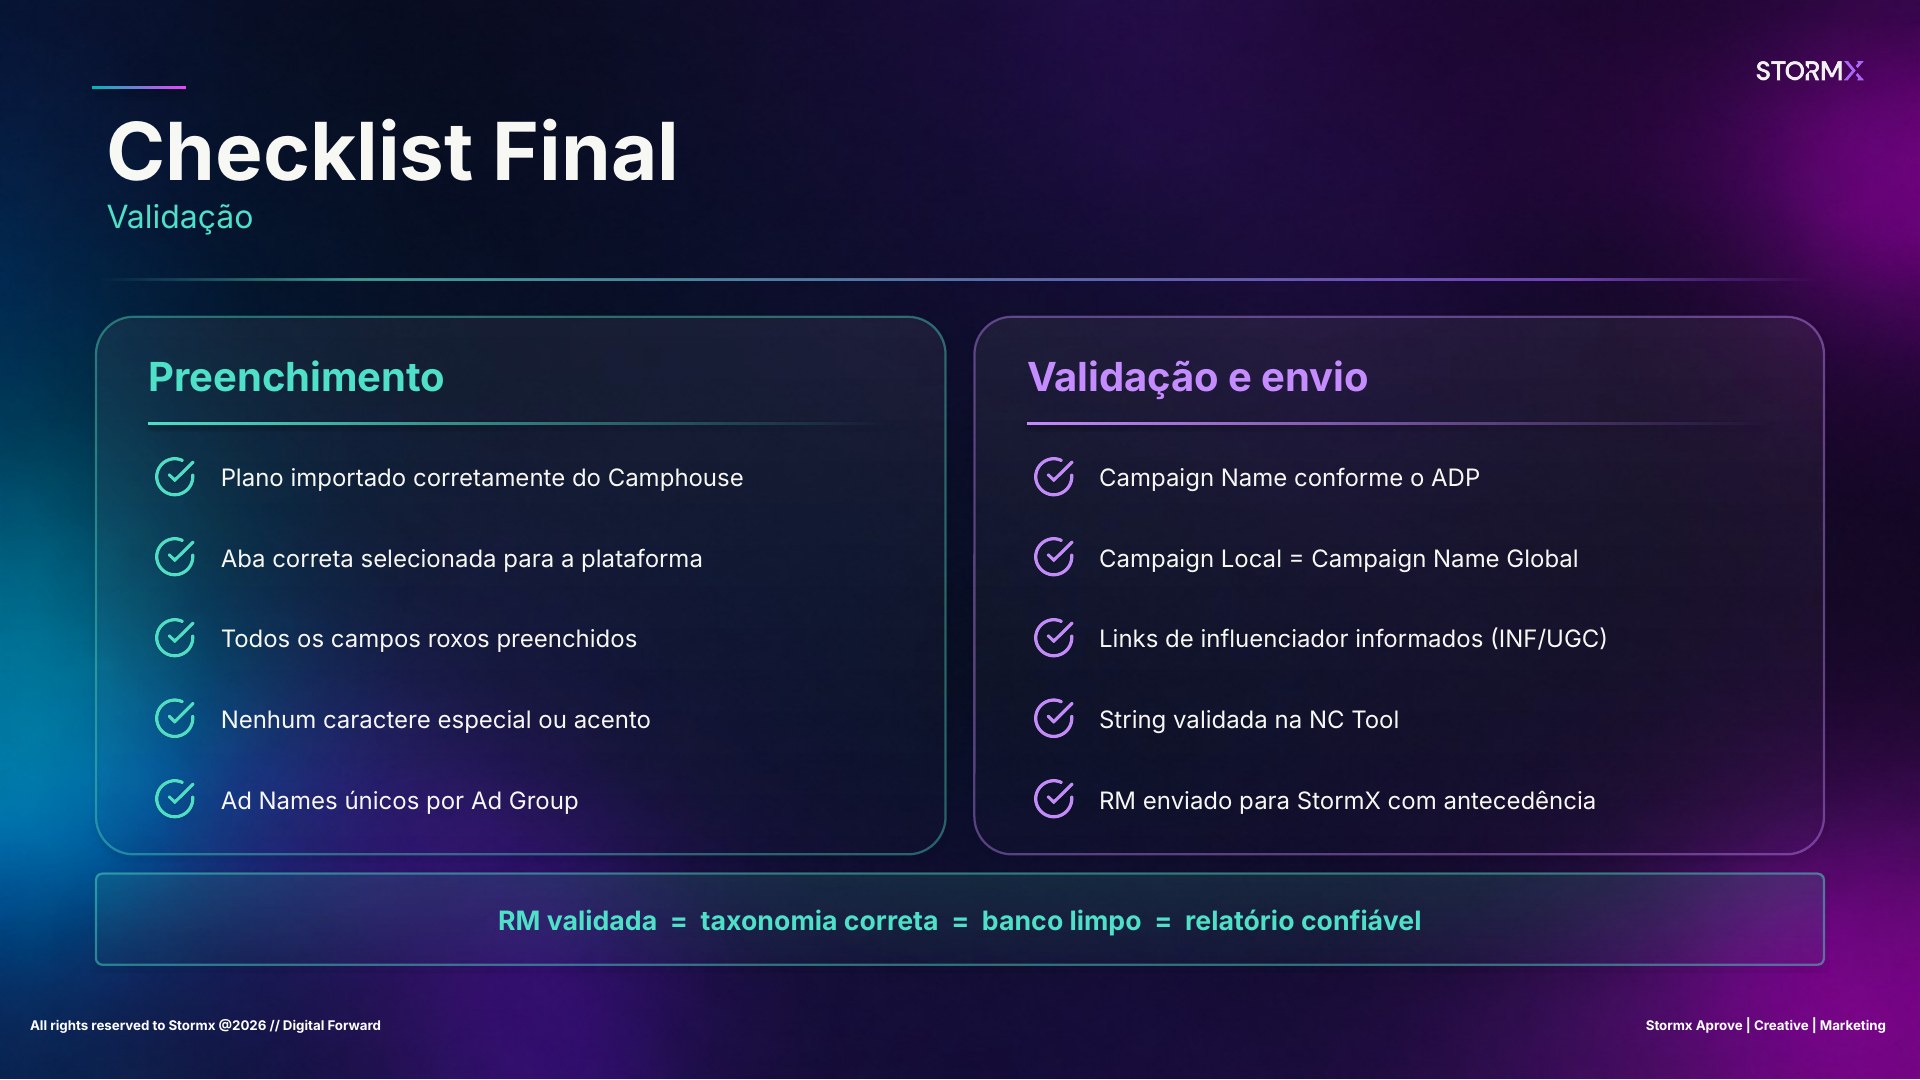 STORMX
Checklist Final
Validação
Preenchimento
Plano importado corretamente do Camphouse
Aba correta selecionada para a plataforma
Todos os campos roxos preenchidos
Nenhum caractere especial ou acento
Ad Names únicos por Ad Group
Validação e envio
Campaign Name conforme o ADP
Campaign Local = Campaign Name Global
Links de influenciador informados (INF/UGC)
String validada na NC Tool
RM enviado para StormX com antecedência
RM validada = taxonomia correta = banco limpo = relatório confiável
All rights reserved to Stormx @2026 // Digital Forward
Stormx Aprove | Creative | Marketing